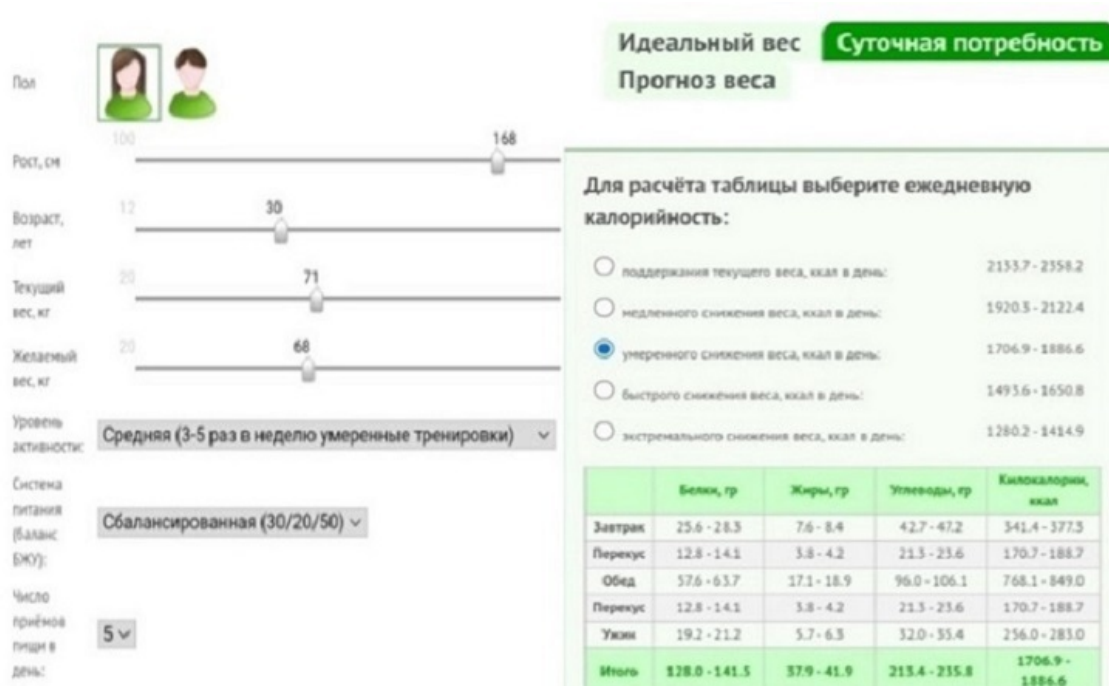 Пол
100
168
Рост, см
12
30
Возраст,
лет
20
71
Текущий
вес, кг
20
68
Желаемый
вес, кг
Уровень
активности:
Средняя (3-5 раз в неделю умеренные тренировки)
Система
питания
(баланс
БЖУ):
Сбалансированная (30/20/50)
Число
приёмов
пищи в
день:
5
Идеальный вес Суточная потребность
Прогноз веса
Для расчёта таблицы выберите ежедневную
калорийность:
поддержания текущего веса, ккал в день: 2153.7 - 2358.2
медленного снижения веса, ккал в день: 1920.3 - 2122.4
умеренного снижения веса, ккал в день: 1706.9 - 1886.6
быстрого снижения веса, ккал в день: 1493.6 - 1650.8
экстремального снижения веса, ккал в день: 1280.2 - 1414.9
Белки, гр Жиры, гр Углеводы, гр Килокалории,
ккал
Завтрак 25.6 - 28.3 7.6 - 8.4 42.7 - 47.2 341.4 - 377.3
Перекус 12.8 - 14.1 3.8 - 4.2 21.3 - 23.6 170.7 - 188.7
Обед 57.6 - 63.7 17.1 - 18.9 96.0 - 106.1 768.1 - 849.0
Перекус 12.8 - 14.1 3.8 - 4.2 21.3 - 23.6 170.7 - 188.7
Ужин 19.2 - 21.2 5.7 - 6.3 32.0 - 35.4 256.0 - 283.0
Итого 128.0 - 141.5 37.9 - 41.9 213.4 - 235.8 1706.9 -
1886.6